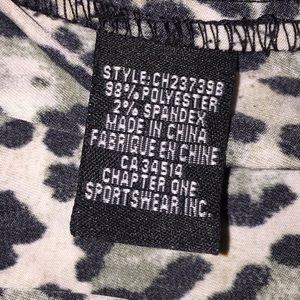 STYLE:CH23739B
98% POLYESTER
2% SPANDEX
MADE IN CHINA
FABRIQUE EN CHINE
CA 34514
CHAPTER ONE
SPORTSWEAR INC.